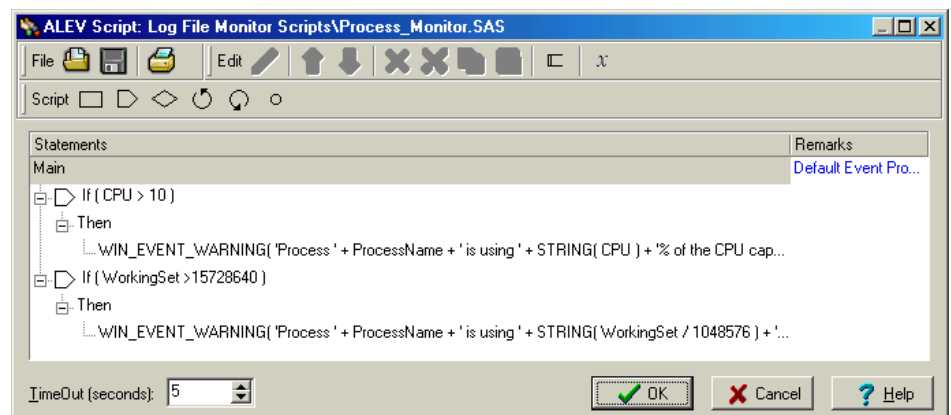 ALEV Script: Log File Monitor Scripts\Process_Monitor.SAS
File Edit x
Script
Statements Remarks
Main Default Event Pro...
If ( CPU > 10 )
Then
WIN_EVENT_WARNING( 'Process ' + ProcessName + ' is using ' + STRING( CPU ) + '% of the CPU cap...
If ( WorkingSet >15728640 )
Then
WIN_EVENT_WARNING( 'Process ' + ProcessName + ' is using ' + STRING( WorkingSet / 1048576 ) + '...
TimeOut (seconds): 5 OK Cancel ? Help